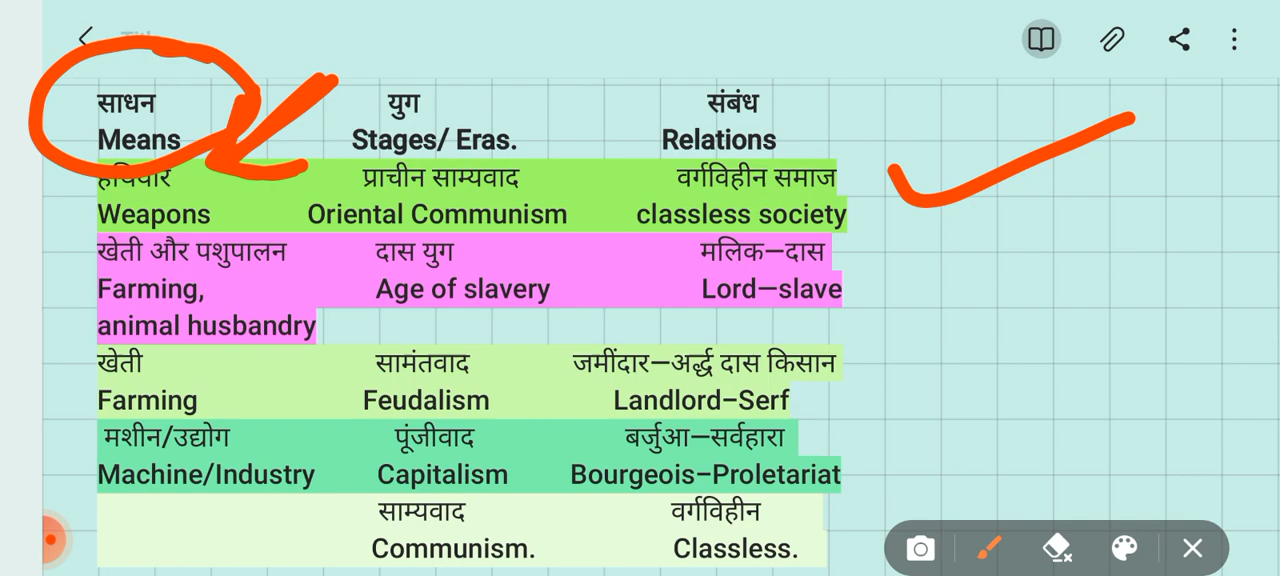 साधन युग संबंध
Means Stages/ Eras. Relations
हथियार प्राचीन साम्यवाद वर्गविहीन समाज
Weapons Oriental Communism classless society
खेती और पशुपालन दास युग मलिक—दास
Farming, Age of slavery Lord—slave
animal husbandry
खेती सामंतवाद जमींदार—अर्द्ध दास किसान
Farming Feudalism Landlord–Serf
मशीन/उद्योग पूंजीवाद बर्जुआ—सर्वहारा
Machine/Industry Capitalism Bourgeois–Proletariat
साम्यवाद वर्गविहीन
Communism. Classless.